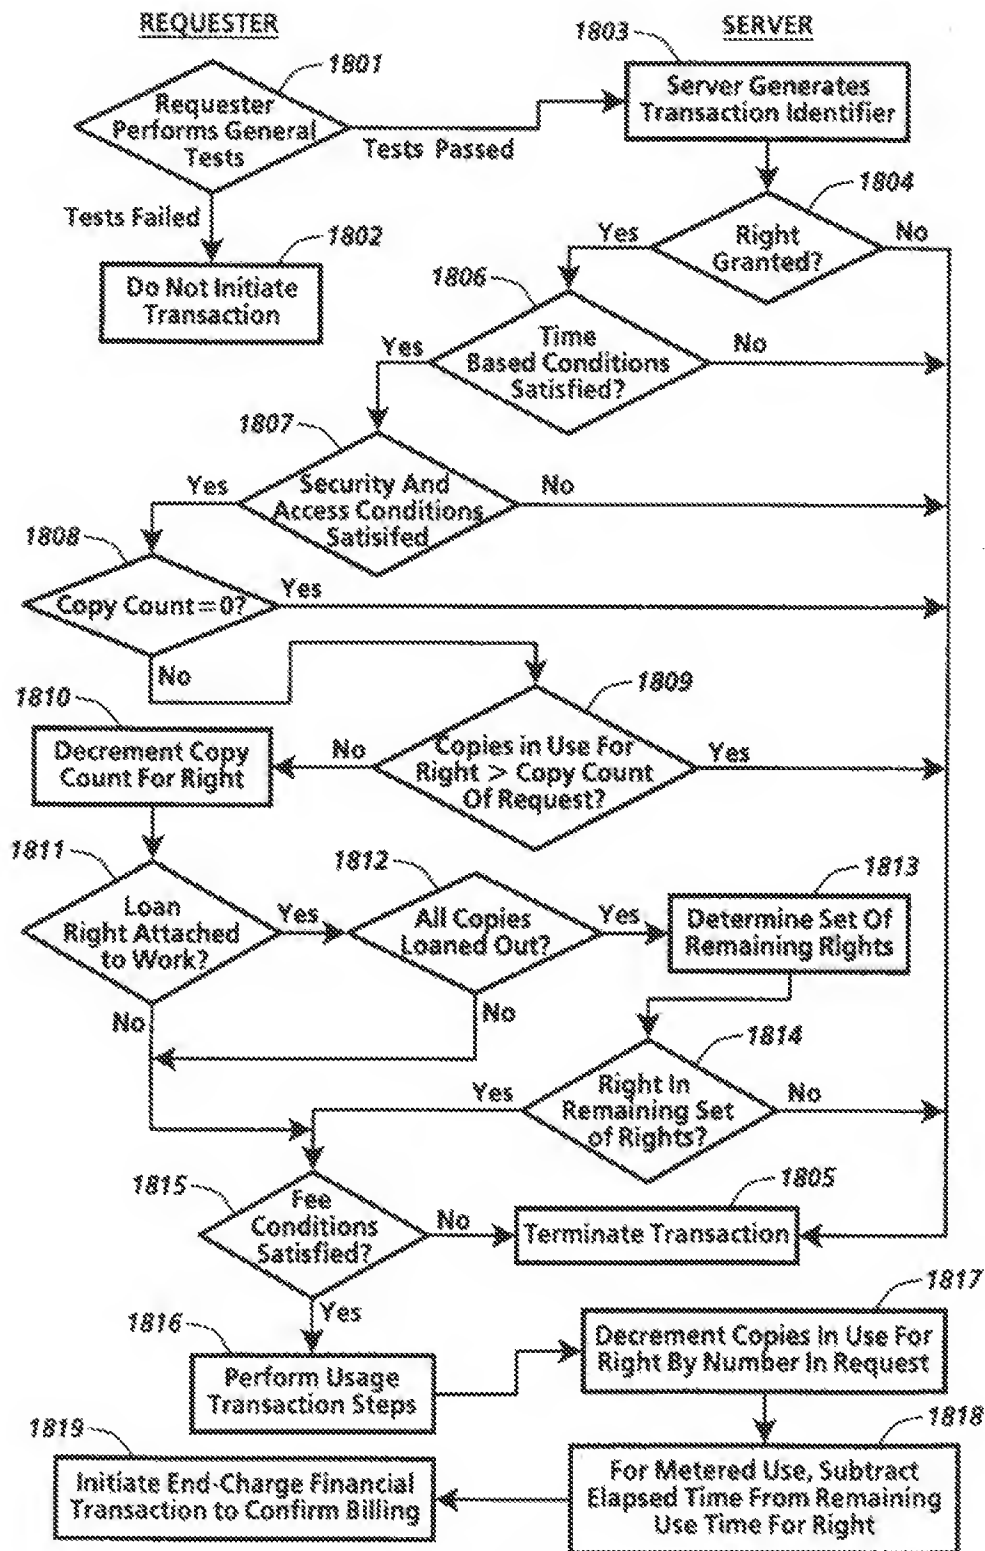 REQUESTER
SERVER
1801
1803
Requester
Performs General
Tests
Server Generates
Transaction Identifier
Tests Passed
Tests Failed
1802
Do Not Initiate
Transaction
1804
Yes
Right
Granted?
No
1806
Yes
Time
Based Conditions
Satisfied?
No
1807
Yes
Security And
Access Conditions
Satisifed
No
1808
Copy Count=0?
Yes
No
1809
1810
Decrement Copy
Count For Right
No
Copies in Use For
Right > Copy Count
Of Request?
Yes
1811
Loan
Right Attached
to Work?
Yes
No
1812
All Copies
Loaned Out?
Yes
No
1813
Determine Set Of
Remaining Rights
1814
Yes
Right In
Remaining Set
of Rights?
No
1815
Fee
Conditions
Satisfied?
No
1805
Terminate Transaction
Yes
1816
Perform Usage
Transaction Steps
1817
Decrement Copies In Use For
Right By Number In Request
1818
For Metered Use, Subtract
Elapsed Time From Remaining
Use Time For Right
1819
Initiate End-Charge Financial
Transaction to Confirm Billing